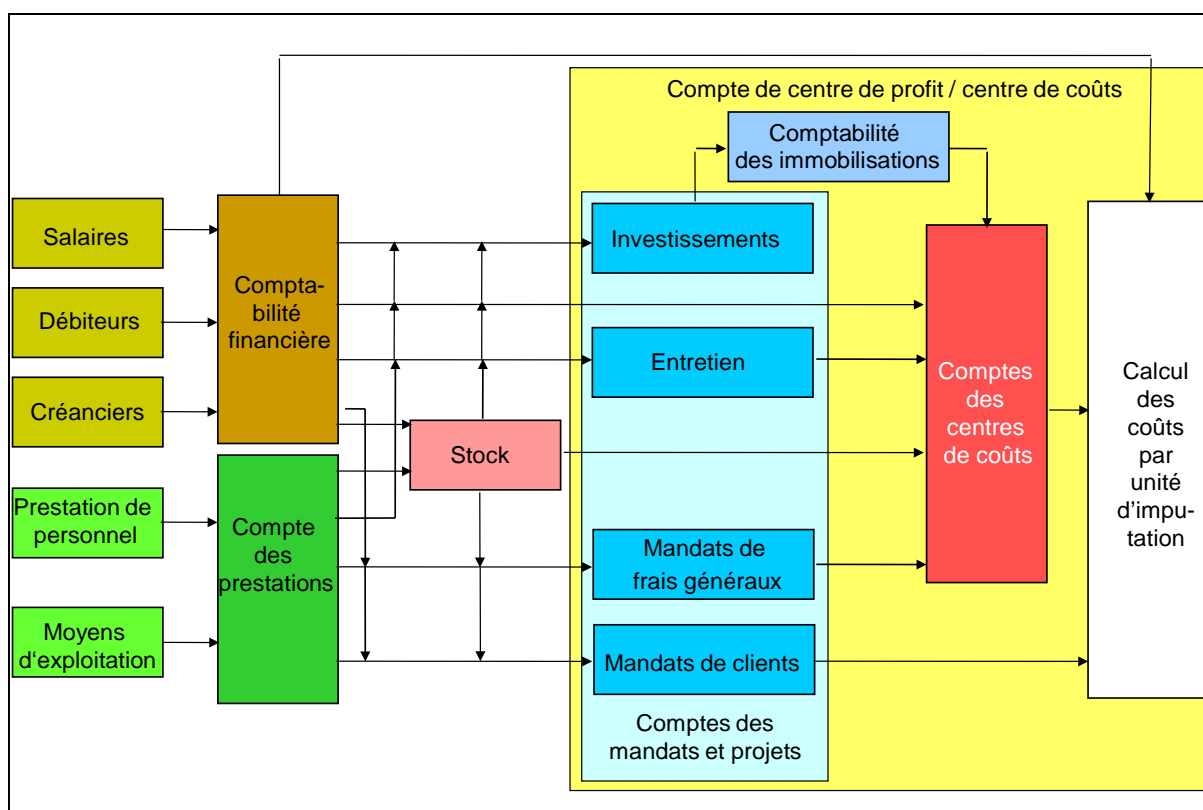 Compte de centre de profit / centre de coûts
Comptabilité
des immobilisations
Salaires
Débiteurs
Créanciers
Prestation de
personnel
Moyens
d‘exploitation
Compta-
bilité
financière
Compte
des
prestations
Stock
Investissements
Entretien
Mandats de
frais généraux
Mandats de clients
Comptes des
mandats et projets
Comptes
des
centres
de coûts
Calcul
des
coûts
par
unité
d’impu-
tation